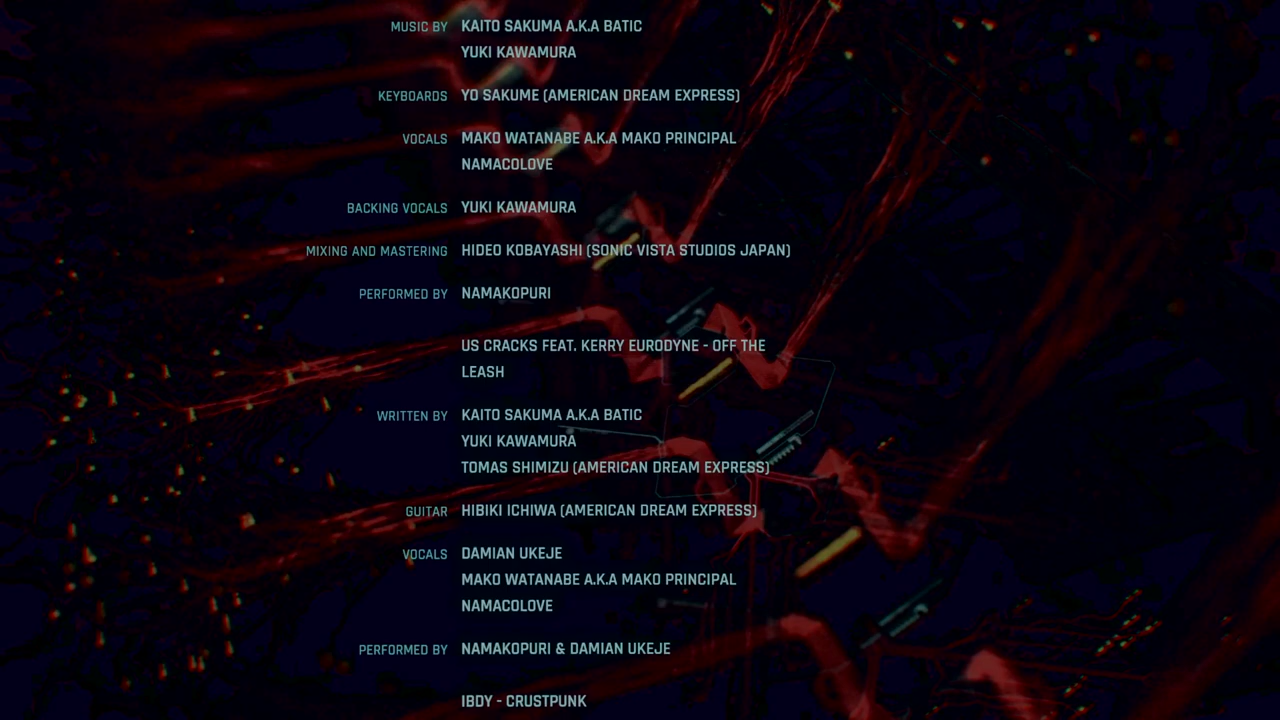 MUSIC BY KAITO SAKUMA A.K.A BATIC
YUKI KAWAMURA
KEYBOARDS YO SAKUME (AMERICAN DREAM EXPRESS)
VOCALS MAKO WATANABE A.K.A MAKO PRINCIPAL
NAMACOLOVE
BACKING VOCALS YUKI KAWAMURA
MIXING AND MASTERING HIDEO KOBAYASHI (SONIC VISTA STUDIOS JAPAN)
PERFORMED BY NAMAKOPURI
US CRACKS FEAT. KERRY EURODYNE - OFF THE
LEASH
WRITTEN BY KAITO SAKUMA A.K.A BATIC
YUKI KAWAMURA
TOMAS SHIMIZU (AMERICAN DREAM EXPRESS)
GUITAR HIBIKI ICHIWA (AMERICAN DREAM EXPRESS)
VOCALS DAMIAN UKEJE
MAKO WATANABE A.K.A MAKO PRINCIPAL
NAMACOLOVE
PERFORMED BY NAMAKOPURI & DAMIAN UKEJE
IBDY - CRUSTPUNK